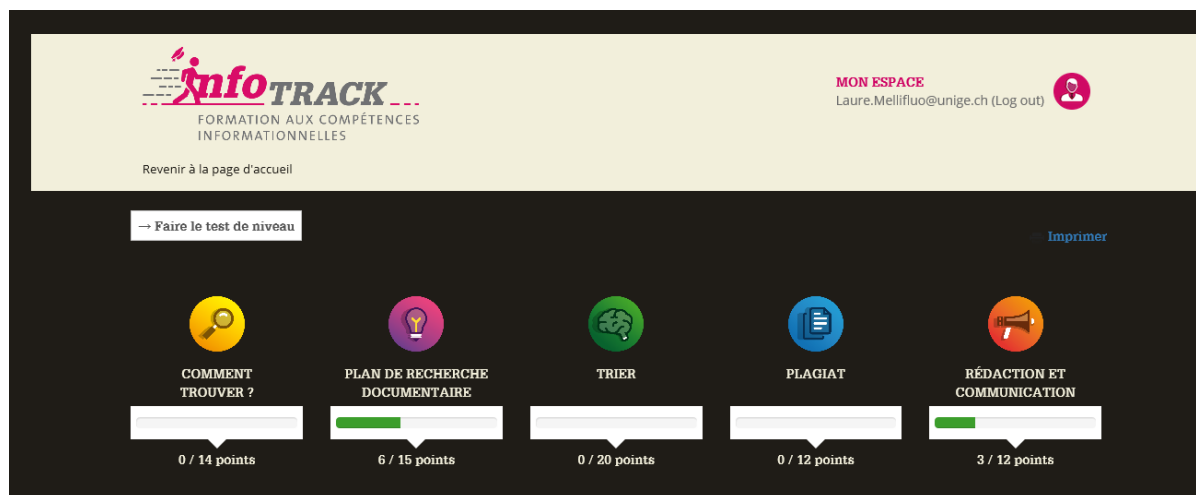 infoTRACK
FORMATION AUX COMPÉTENCES
INFORMATIONNELLES
MON ESPACE
Laure.Mellifluo@unige.ch (Log out)
Revenir à la page d'accueil
→ Faire le test de niveau
Imprimer
COMMENT
TROUVER ?
PLAN DE RECHERCHE
DOCUMENTAIRE
TRIER
PLAGIAT
RÉDACTION ET
COMMUNICATION
0 / 14 points
6 / 15 points
0 / 20 points
0 / 12 points
3 / 12 points